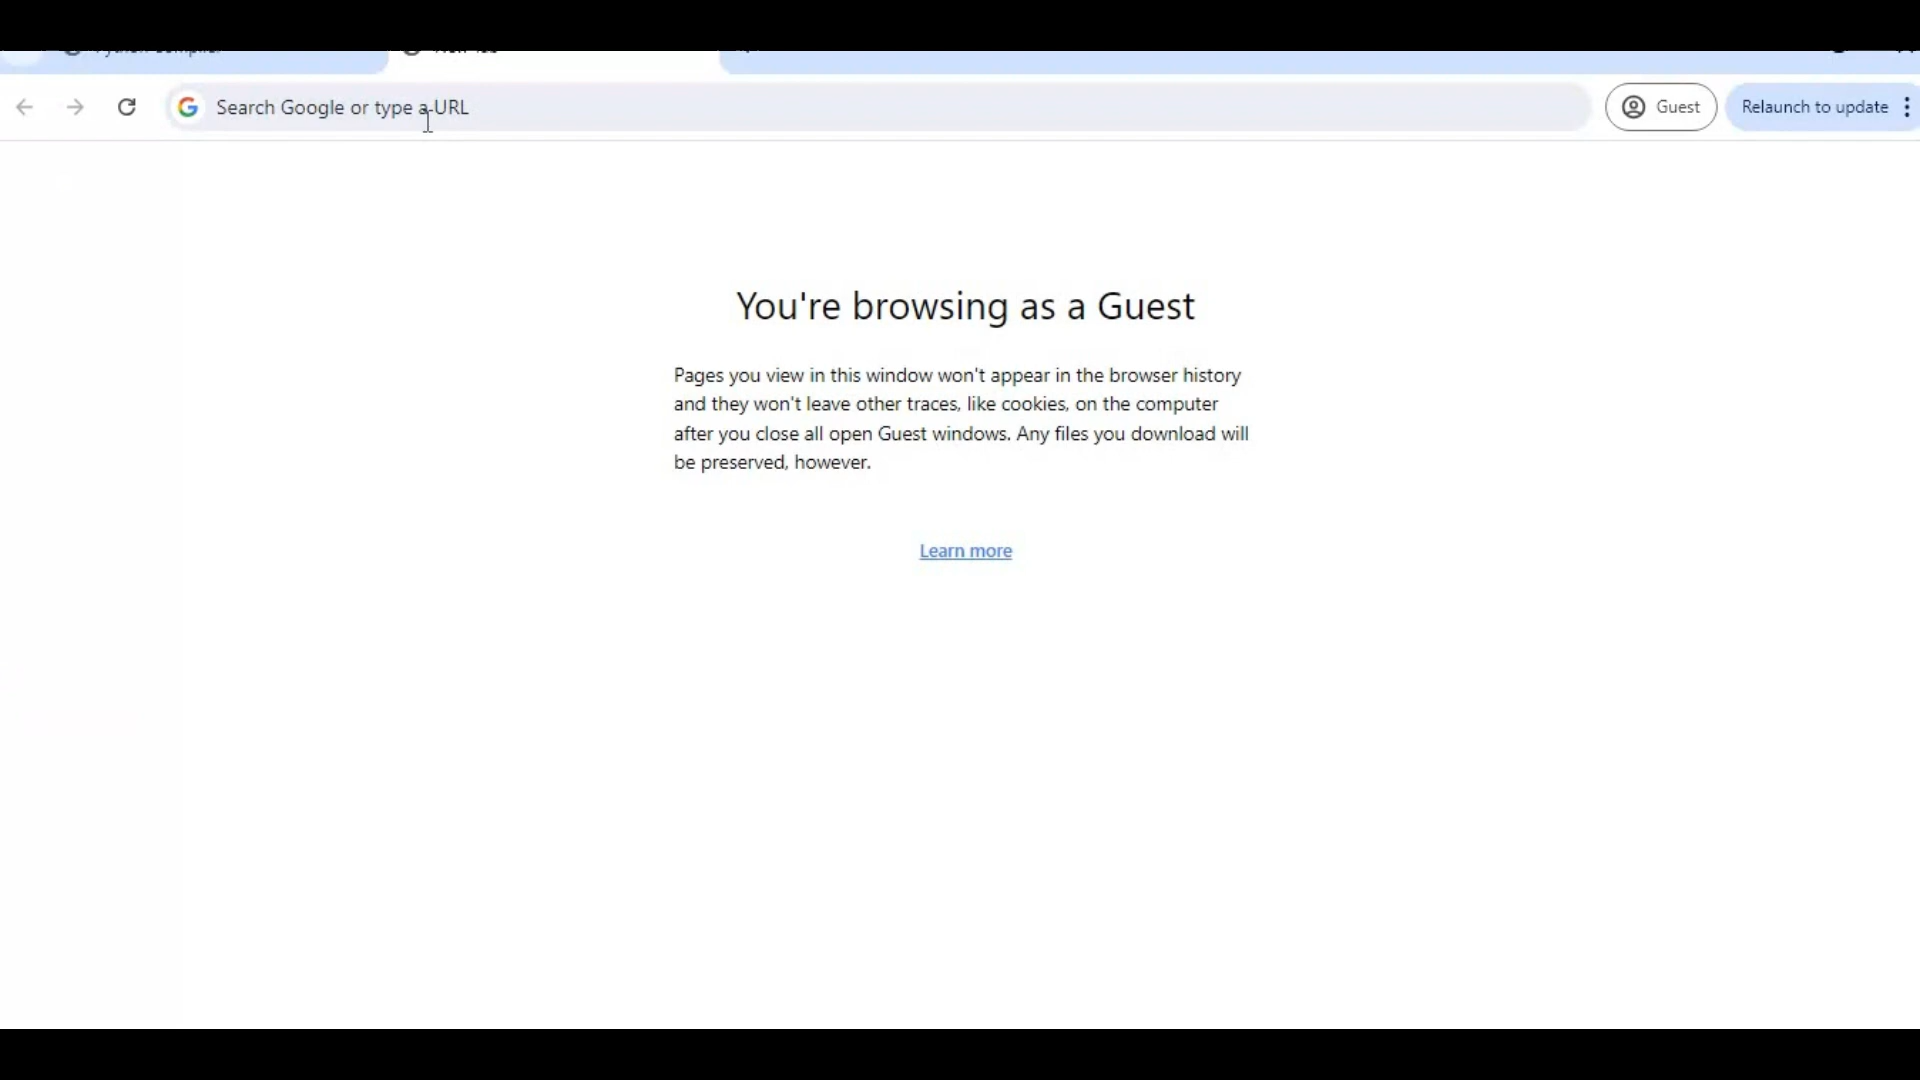 Search Google or type a URL
Guest
Relaunch to update
You're browsing as a Guest
Pages you view in this window won't appear in the browser history
and they won't leave other traces, like cookies, on the computer
after you close all open Guest windows. Any files you download will
be preserved, however.
Learn more